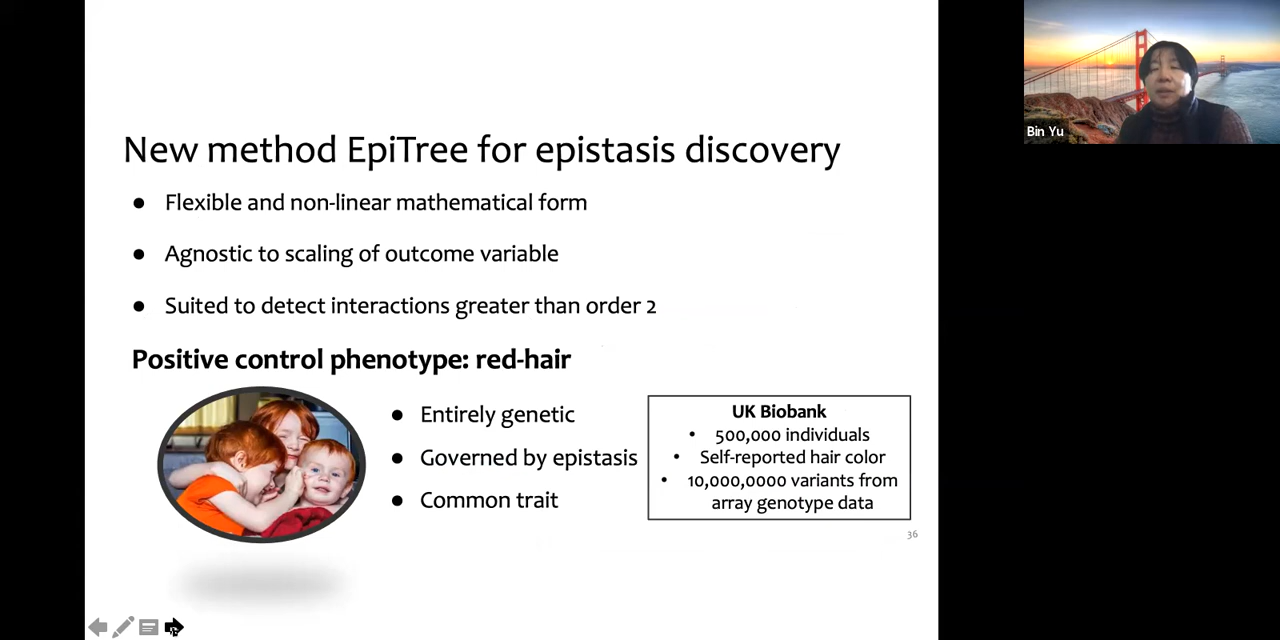 New method EpiTree for epistasis discovery
● Flexible and non-linear mathematical form
● Agnostic to scaling of outcome variable
● Suited to detect interactions greater than order 2
Positive control phenotype: red-hair
● Entirely genetic
● Governed by epistasis
● Common trait
UK Biobank
• 500,000 individuals
• Self-reported hair color
• 10,000,0000 variants from
array genotype data
36
Bin Yu